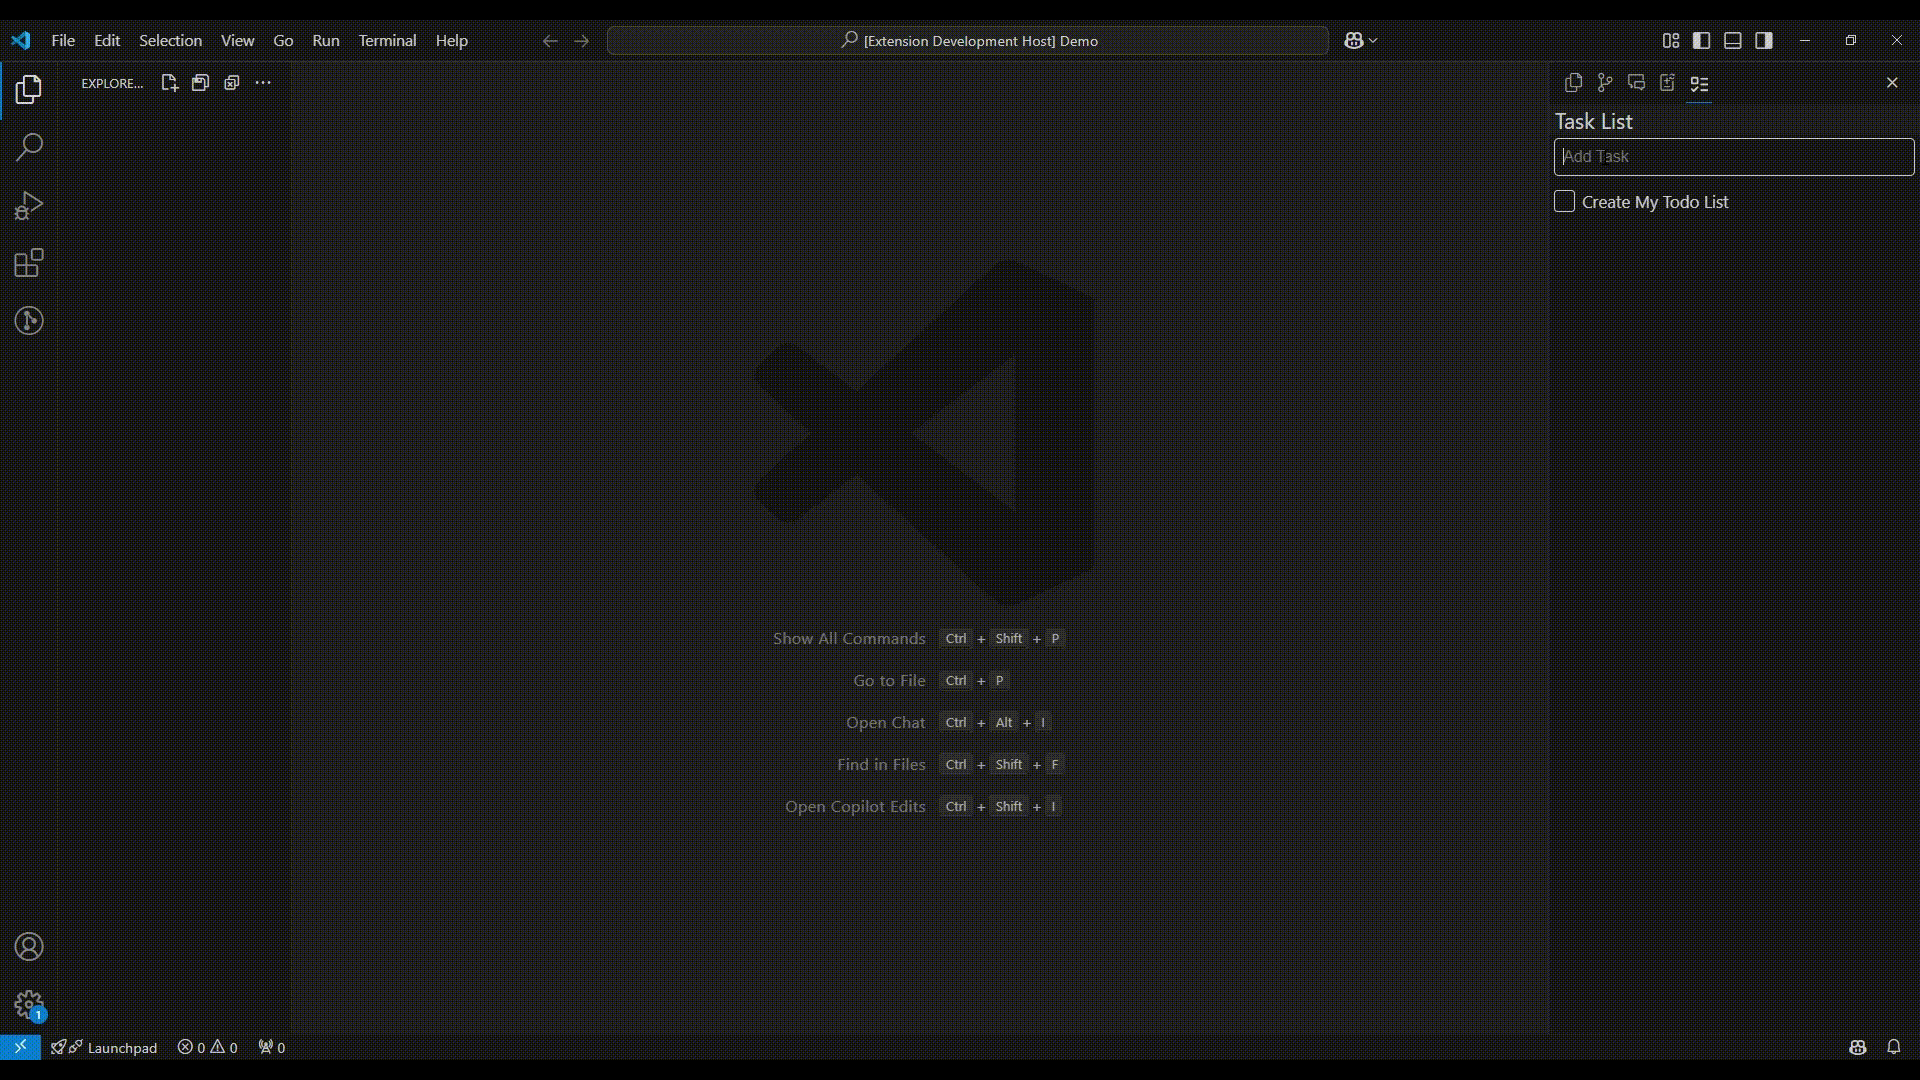 File Edit Selection View Go Run Terminal Help
[Extension Development Host] Demo
EXPLORE...
Task List
Add Task
Create My Todo List
Show All Commands Ctrl + Shift + P
Go to File Ctrl + P
Open Chat Ctrl + Alt + I
Find in Files Ctrl + Shift + F
Open Copilot Edits Ctrl + Shift + I
1
Launchpad 0 0 0